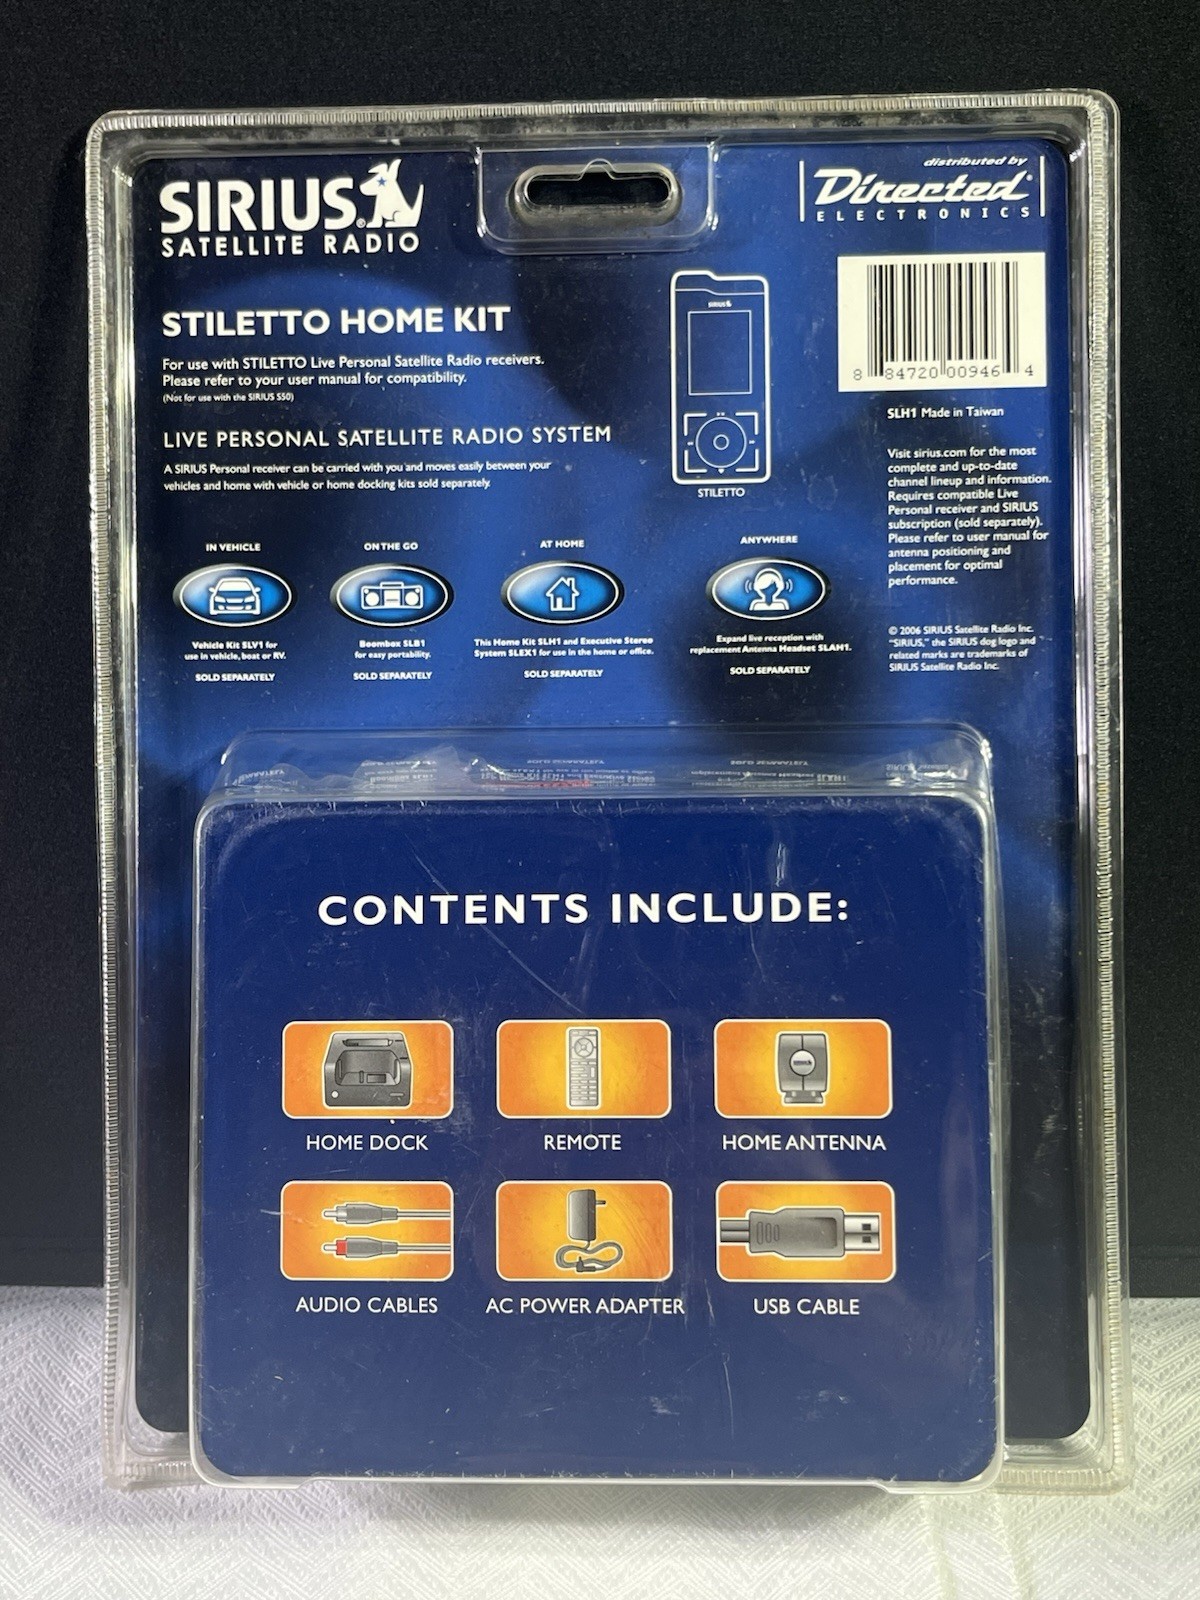 SIRIUS
SATELLITE RADIO
distributed by
Directed
ELECTRONICS
STILETTO HOME KIT
For use with STILETTO Live Personal Satellite Radio receivers.
Please refer to your user manual for compatibility.
(Not for use with the SIRIUS S50)
LIVE PERSONAL SATELLITE RADIO SYSTEM
A SIRIUS Personal receiver can be carried with you and moves easily between your
vehicles and home with vehicle or home docking kits sold separately.
SIRIUS
STILETTO
8 84720 00946 4
SLH1 Made in Taiwan
Visit sirius.com for the most
complete and up-to-date
channel lineup and information.
Requires compatible Live
Personal receiver and SIRIUS
subscription (sold separately).
Please refer to user manual for
antenna positioning and
placement for optimal
performance.
© 2006 SIRIUS Satellite Radio Inc.
"SIRIUS," the SIRIUS dog logo and
related marks are trademarks of
SIRIUS Satellite Radio Inc.
IN VEHICLE
Vehicle Kit SLV1 for
use in vehicle, boat or RV.
SOLD SEPARATELY
ON THE GO
Boombox SLB1
for easy portability.
SOLD SEPARATELY
AT HOME
This Home Kit SLH1 and Executive Stereo
System SLEX1 for use in the home or office.
SOLD SEPARATELY
ANYWHERE
Expand live reception with
replacement Antenna Headset SLAH1.
SOLD SEPARATELY
CONTENTS INCLUDE:
HOME DOCK
REMOTE
HOME ANTENNA
AUDIO CABLES
AC POWER ADAPTER
USB CABLE